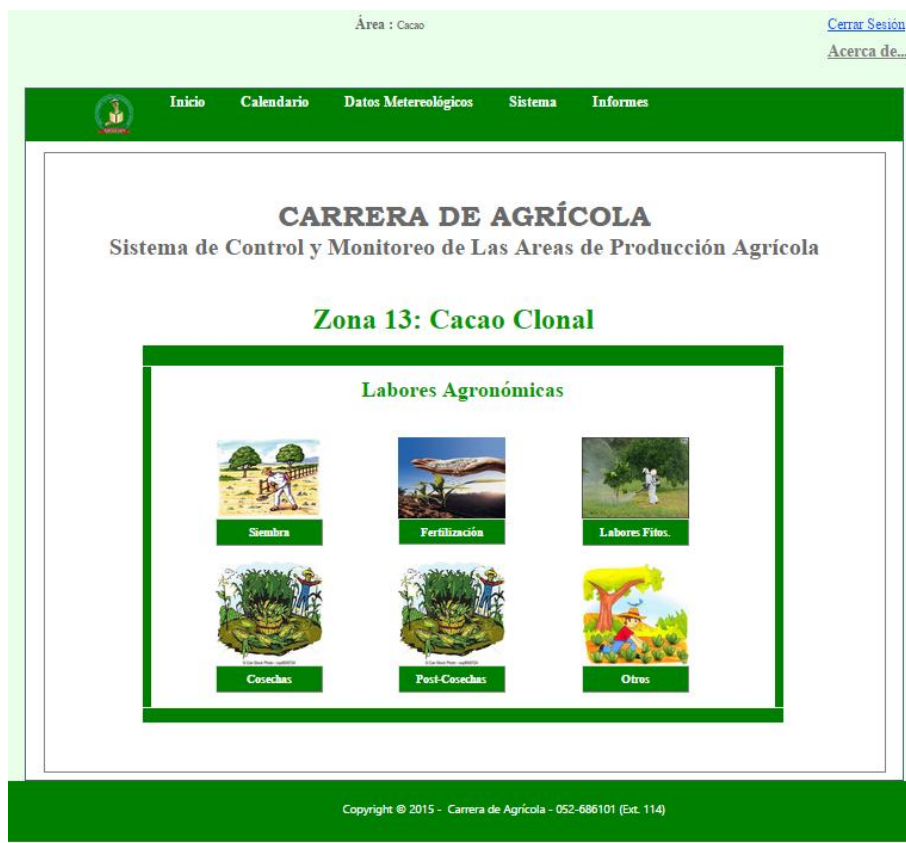 Área : Cacao
Cerrar Sesión
Acerca de...
Inicio Calendario Datos Metereológicos Sistema Informes
CARRERA DE AGRÍCOLA
Sistema de Control y Monitoreo de Las Areas de Producción Agrícola
Zona 13: Cacao Clonal
Labores Agronómicas
Siembra Fertilización Labores Fitos.
Cosechas Post-Cosechas Otros
Copyright © 2015 - Carrera de Agrícola - 052-686101 (Ext. 114)